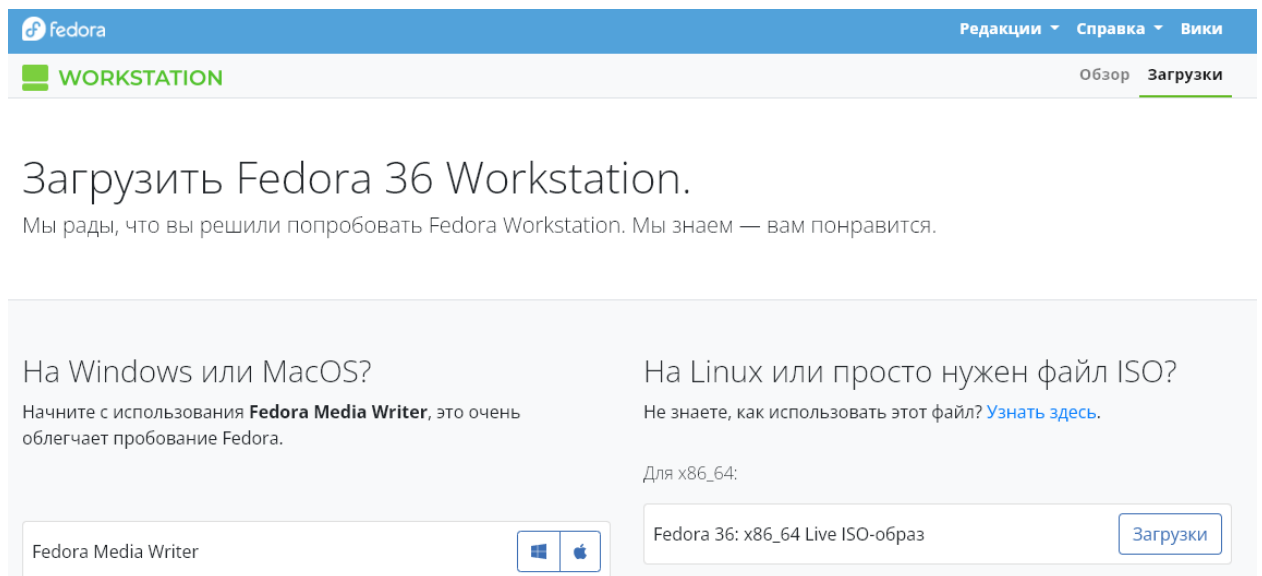 fedora
Редакции Справка Вики
WORKSTATION
Обзор Загрузки
Загрузить Fedora 36 Workstation.
Мы рады, что вы решили попробовать Fedora Workstation. Мы знаем — вам понравится.
На Windows или MacOS?
Начните с использования Fedora Media Writer, это очень
облегчает пробование Fedora.
Fedora Media Writer
На Linux или просто нужен файл ISO?
Не знаете, как использовать этот файл? Узнать здесь.
Для x86_64:
Fedora 36: x86_64 Live ISO-образ
Загрузки